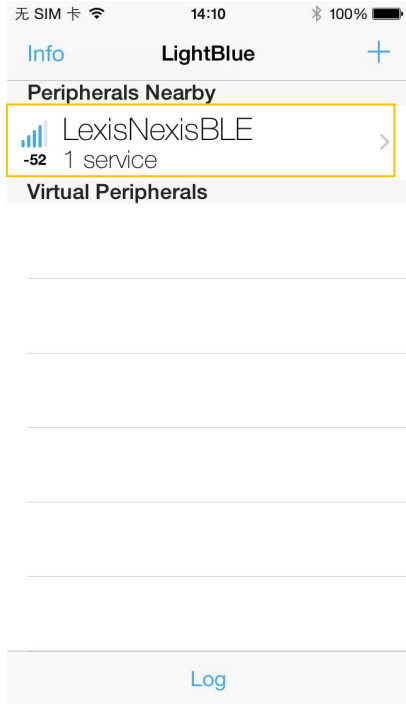 无 SIM 卡 14:10 100%
Info LightBlue +
Peripherals Nearby
LexisNexisBLE
-52 1 service
Virtual Peripherals
Log